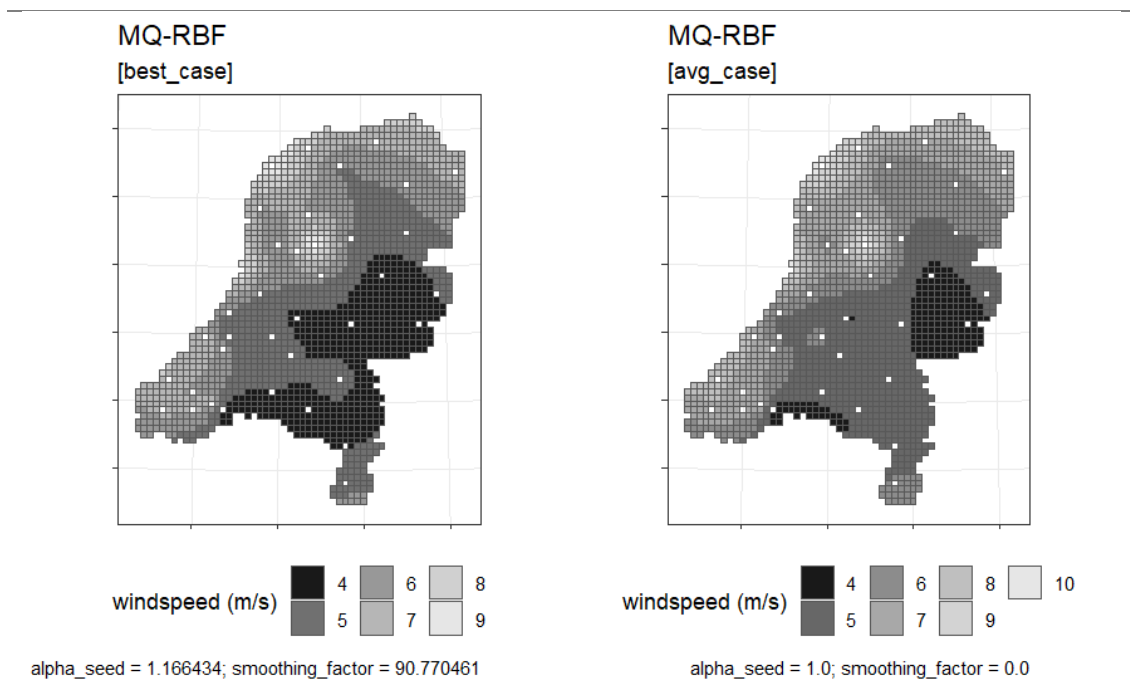 MQ-RBF
[best_case]
windspeed (m/s)
4 6 8
5 7 9
alpha_seed = 1.166434; smoothing_factor = 90.770461
MQ-RBF
[avg_case]
windspeed (m/s)
4 6 8 10
5 7 9
alpha_seed = 1.0; smoothing_factor = 0.0